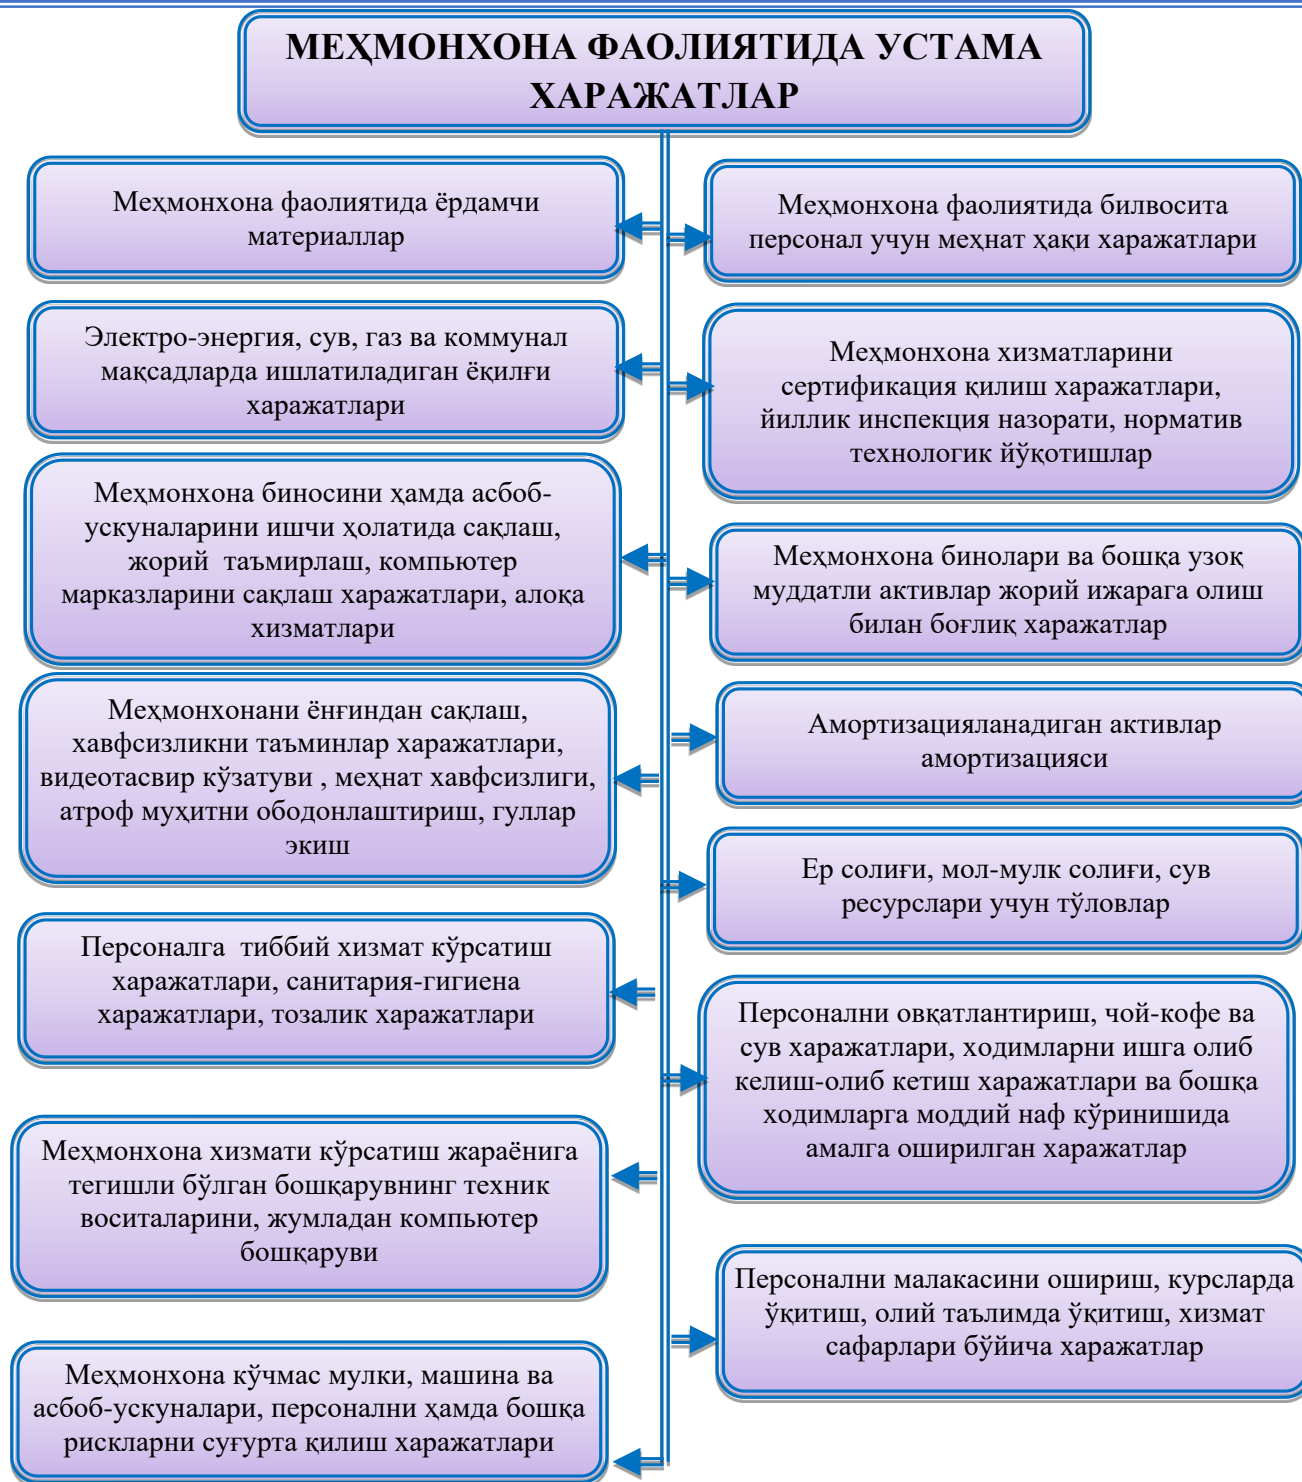 МЕҲМОНХОНА ФАОЛИЯТИДА УСТАМА
ХАРАЖАТЛАР
Меҳмонхона фаолиятида ёрдамчи
материаллар
Меҳмонхона фаолиятида билвосита
персонал учун меҳнат ҳақи харажатлари
Электро-энергия, сув, газ ва коммунал
мақсадларда ишлатиладиган ёқилғи
харажатлари
Меҳмонхона хизматларини
сертификация қилиш харажатлари,
йиллик инспекция назорати, норматив
технологик йўқотишлар
Меҳмонхона биносини ҳамда асбоб-
ускуналарини ишчи ҳолатида сақлаш,
жорий таъмирлаш, компьютер
марказларини сақлаш харажатлари, алоқа
хизматлари
Меҳмонхона бинолари ва бошқа узоқ
муддатли активлар жорий ижарага олиш
билан боғлиқ харажатлар
Меҳмонхонани ёнғиндан сақлаш,
хавфсизликни таъминлар харажатлари,
видеотасвир кўзатуви , меҳнат хавфсизлиги,
атроф муҳитни ободонлаштириш, гуллар
экиш
Амортизацияланадиган активлар
амортизацияси
Ер солиғи, мол-мулк солиғи, сув
ресурслари учун тўловлар
Персоналга тиббий хизмат кўрсатиш
харажатлари, санитария-гигиена
харажатлари, тозалик харажатлари
Персонални овқатлантириш, чой-кофе ва
сув харажатлари, ходимларни ишга олиб
келиш-олиб кетиш харажатлари ва бошқа
ходимларга моддий наф кўринишида
амалга оширилган харажатлар
Меҳмонхона хизмати кўрсатиш жараёнига
тегишли бўлган бошқарувнинг техник
воситаларини, жумладан компьютер
бошқаруви
Персонални малакасини ошириш, курсларда
ўқитиш, олий таълимда ўқитиш, хизмат
сафарлари бўйича харажатлар
Меҳмонхона кўчмас мулки, машина ва
асбоб-ускуналари, персонални ҳамда бошқа
рискларни суғурта қилиш харажатлари